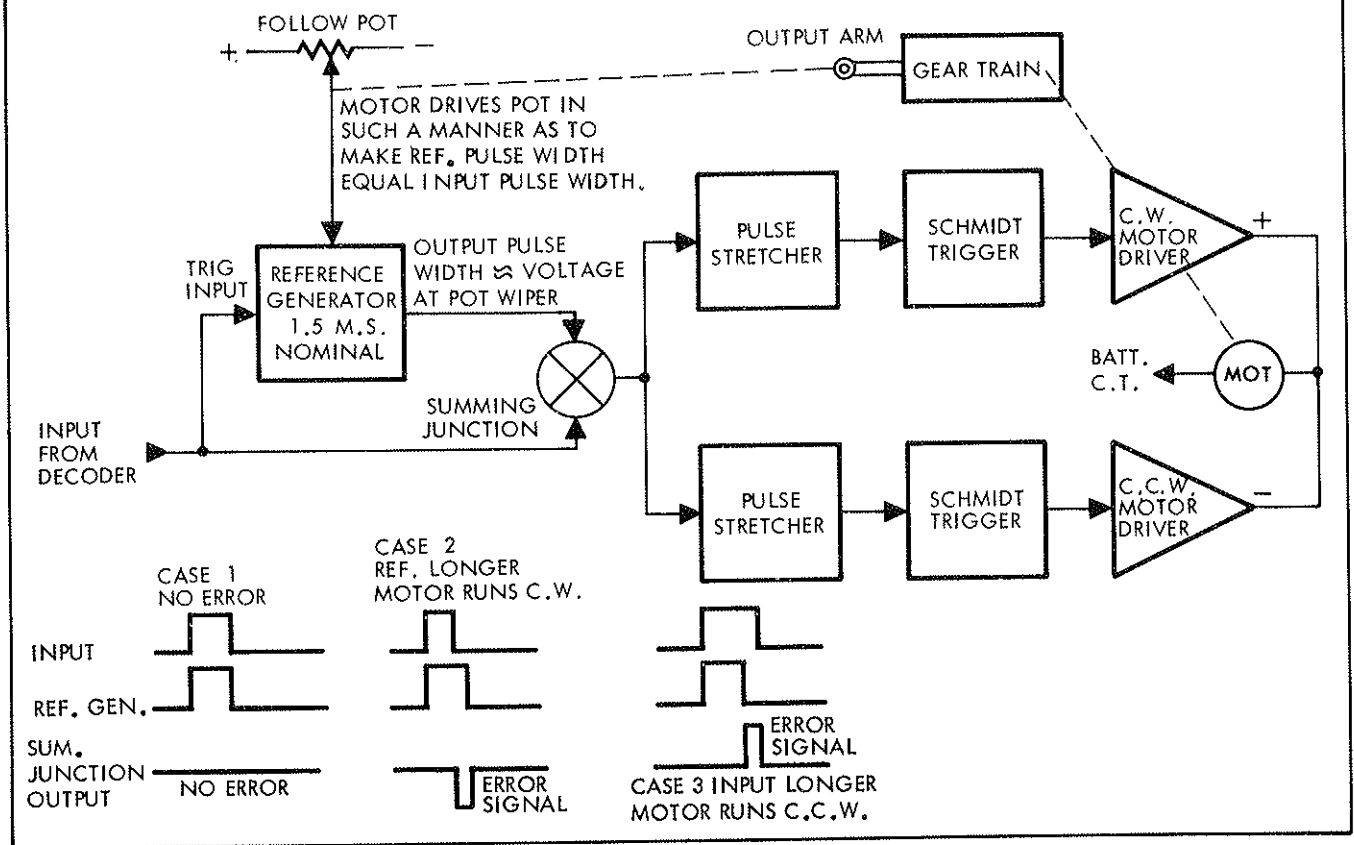 FOLLOW POT
+ −
OUTPUT ARM
GEAR TRAIN
MOTOR DRIVES POT IN
SUCH A MANNER AS TO
MAKE REF. PULSE WIDTH
EQUAL INPUT PULSE WIDTH.
TRIG
INPUT
REFERENCE
GENERATOR
1.5 M.S.
NOMINAL
OUTPUT PULSE
WIDTH ≈ VOLTAGE
AT POT WIPER
PULSE
STRETCHER
SCHMIDT
TRIGGER
C.W.
MOTOR
DRIVER
+
BATT.
C.T.
MOT
SUMMING
JUNCTION
INPUT
FROM
DECODER
PULSE
STRETCHER
SCHMIDT
TRIGGER
C.C.W.
MOTOR
DRIVER
−
CASE 1
NO ERROR
CASE 2
REF. LONGER
MOTOR RUNS C.W.
INPUT
REF. GEN.
SUM.
JUNCTION
OUTPUT
NO ERROR
ERROR
SIGNAL
ERROR
SIGNAL
CASE 3 INPUT LONGER
MOTOR RUNS C.C.W.